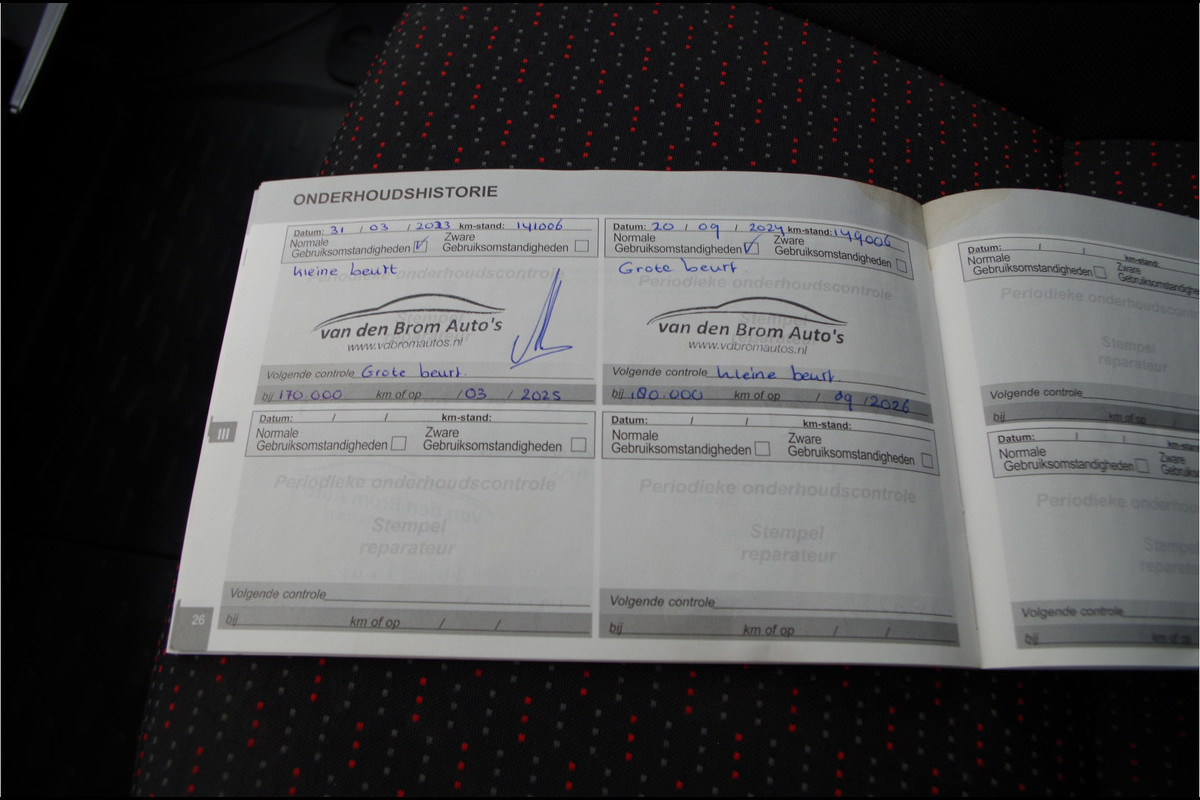 ONDERHOUDSHISTORIE
Datum: 31 / 03 / 2023 km-stand: 141006
Normale
Gebruiksomstandigheden
Zware
Gebruiksomstandigheden
kleine beurt
Periodieke onderhoudscontrole
Stempel
van den Brom Auto's
www.vdbromautos.nl
Volgende controle Grote beurt.
bij 170.000 km of op / 03 / 2025
Datum: 20 / 09 / 2024 km-stand: 149006
Normale
Gebruiksomstandigheden
Zware
Gebruiksomstandigheden
Grote beurt
Periodieke onderhoudscontrole
Stempel
van den Brom Auto's
www.vdbromautos.nl
Volgende controle kleine beurt.
bij 180.000 km of op / 09 / 2026
III
Datum: / / km-stand:
Normale
Gebruiksomstandigheden
Zware
Gebruiksomstandigheden
Periodieke onderhoudscontrole
Stempel
reparateur
Volgende controle
bij km of op / /
Datum: / / km-stand:
Normale
Gebruiksomstandigheden
Zware
Gebruiksomstandigheden
Periodieke onderhoudscontrole
Stempel
reparateur
Volgende controle
bij km of op / /
26
Datum: / / km-stand:
Normale
Gebruiksomstandigheden
Zware
Periodieke onderhoudscontrole
Stempel
reparateur
Volgende controle
bij km of op
Datum: / /
Normale
Gebruiksomstandigheden
Zware
Periodieke
Volgende controle
bij km of